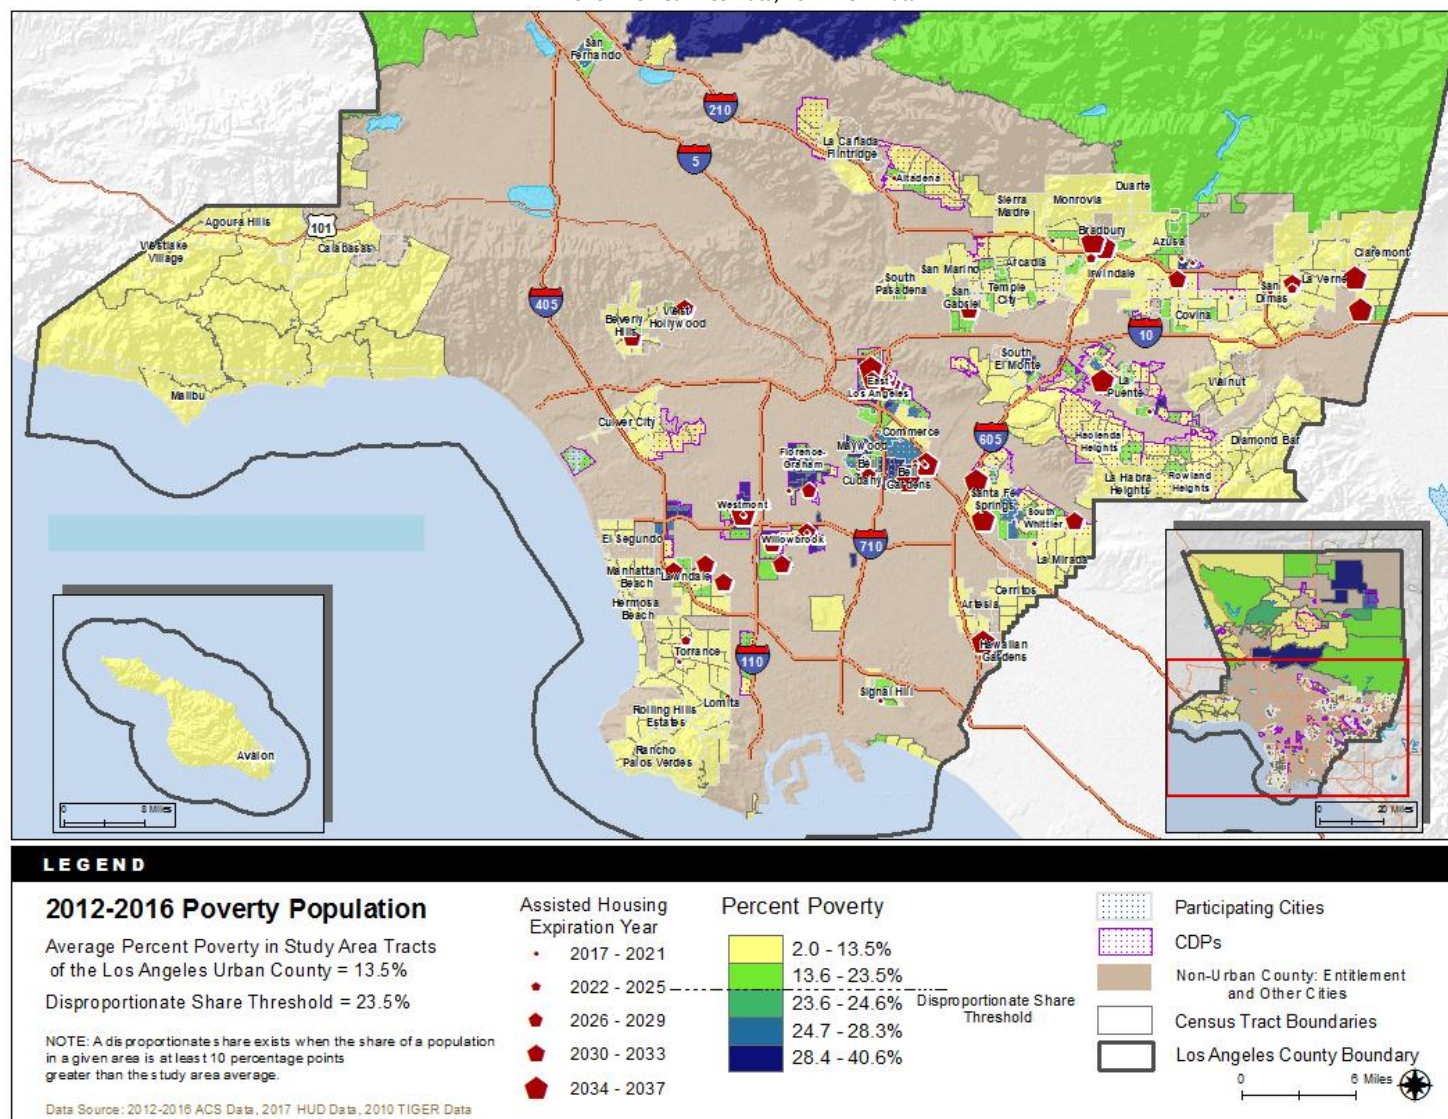 San
Fernando
210
5
La Cañada
Flintridge
Altadena
Duarte
Sierra
Madre
Monrovia
Agoura Hills
101
Westlake
Village
Calabasas
Bradbury
Azusa
Claremont
South
Pasadena
San Marino
Arcadia
Irwindale
La Verne
San
Gabriel
Temple
City
San
Dimas
Covina
405
Beverly
Hills
West
Hollywood
10
South
El Monte
Malibu
East
Los Angeles
La
Puente
Walnut
Culver City
Commerce
605
Maywood
Hacienda
Heights
Diamond Bar
Florence-
Graham
Bell
Cudahy
Bell
Gardens
La Habra
Heights
Rowland
Heights
Santa Fe
Springs
Westmont
South
Whittier
El Segundo
Willowbrook
710
La Mirada
Manhattan
Beach
Lawndale
Hermosa
Beach
Cerritos
Artesia
Torrance
110
Hawaiian
Gardens
Signal Hill
Lomita
Rolling Hills
Estates
Rancho
Palos Verdes
Avalon
0 8 Miles
0 20 Miles
LEGEND
2012-2016 Poverty Population
Average Percent Poverty in Study Area Tracts
of the Los Angeles Urban County = 13.5%
Disproportionate Share Threshold = 23.5%
NOTE: A disproportionate share exists when the share of a population
in a given area is at least 10 percentage points
greater than the study area average.
Data Source: 2012-2016 ACS Data, 2017 HUD Data, 2010 TIGER Data
Assisted Housing
Expiration Year
2017 - 2021
2022 - 2025
2026 - 2029
2030 - 2033
2034 - 2037
Percent Poverty
2.0 - 13.5%
13.6 - 23.5%
23.6 - 24.6%
24.7 - 28.3%
28.4 - 40.6%
Disproportionate Share
Threshold
Participating Cities
CDPs
Non-Urban County: Entitlement
and Other Cities
Census Tract Boundaries
Los Angeles County Boundary
0 6 Miles